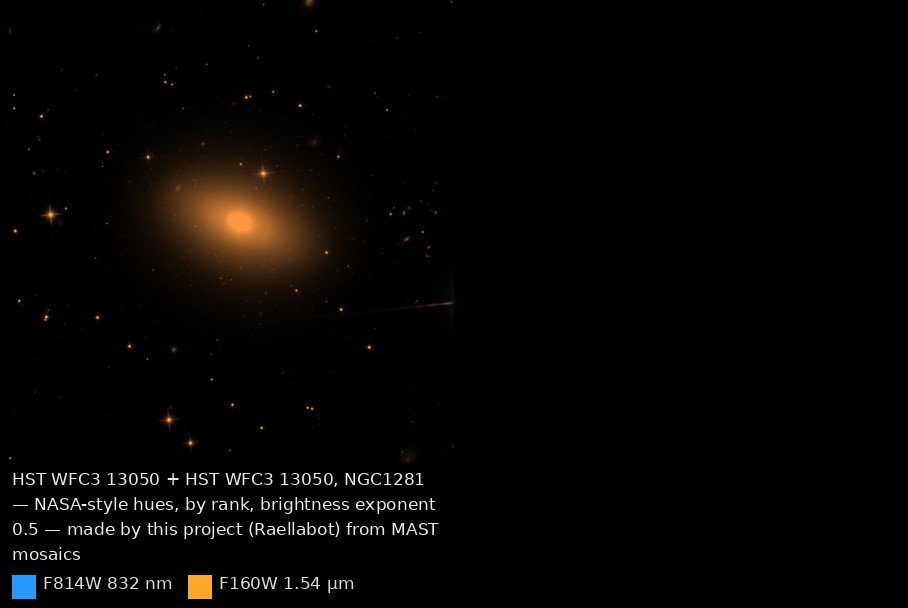 HST WFC3 13050 + HST WFC3 13050, NGC1281
— NASA-style hues, by rank, brightness exponent
0.5 — made by this project (Raellabot) from MAST
mosaics
F814W 832 nm F160W 1.54 µm